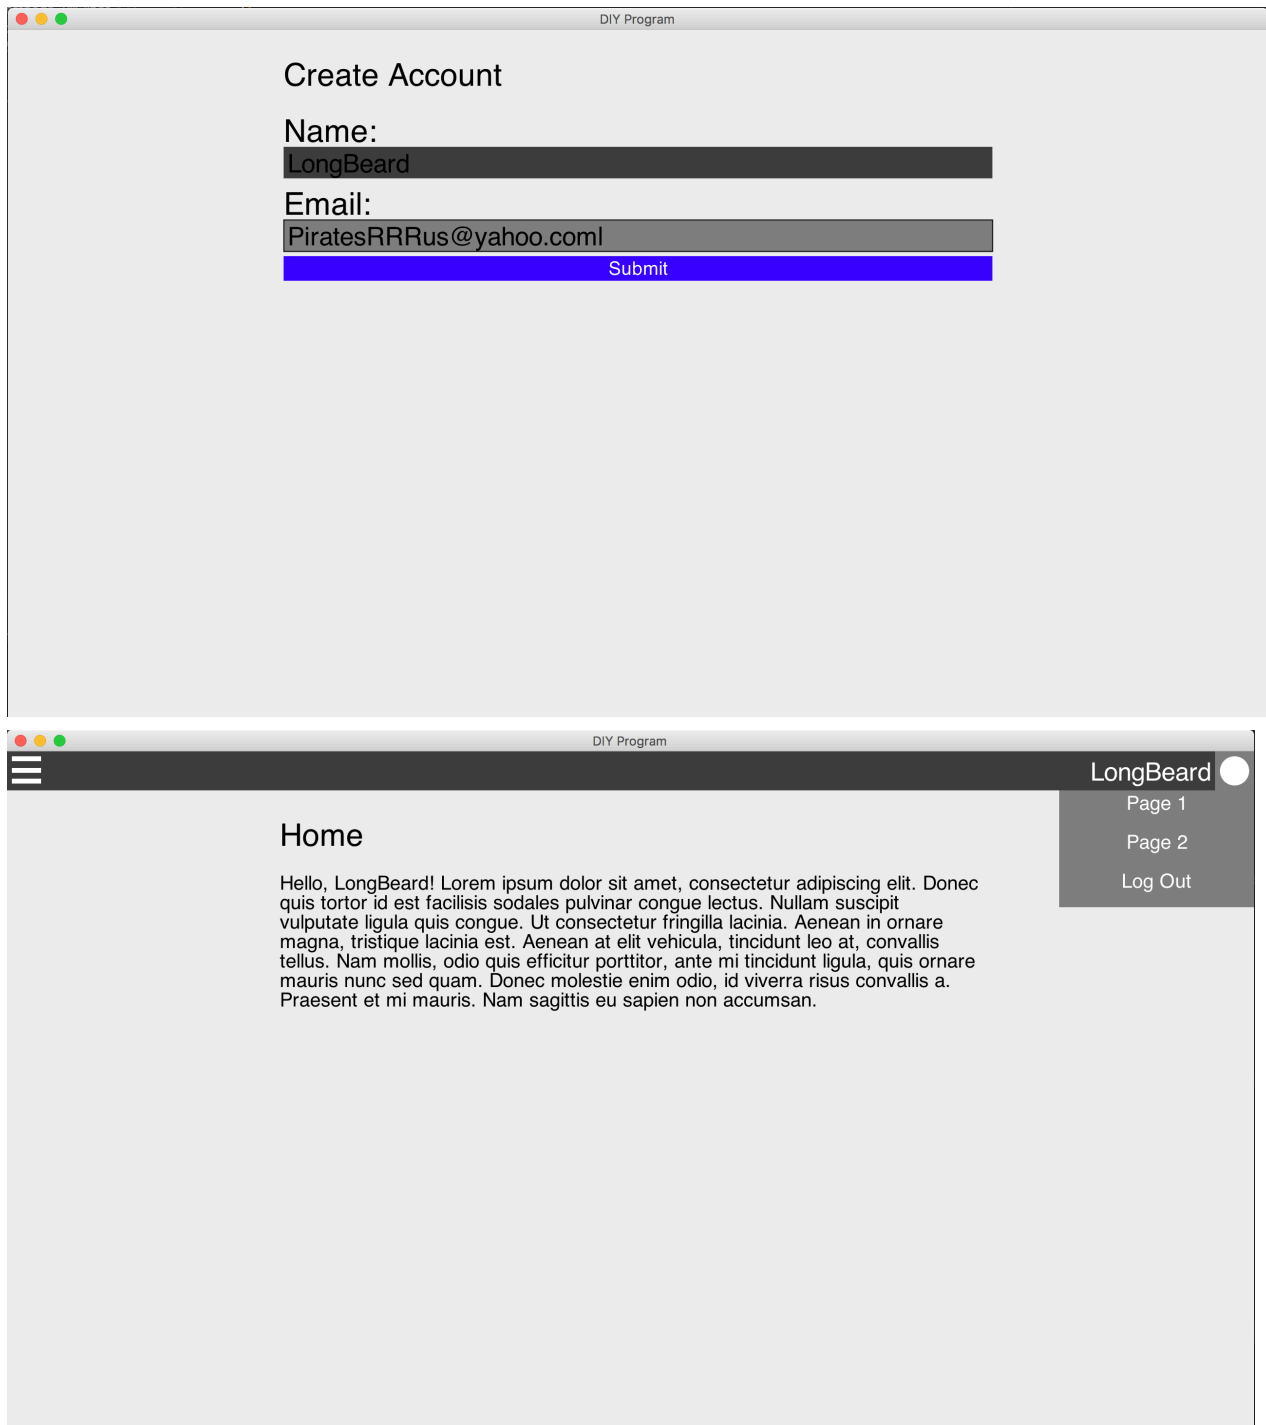 DIY Program
Create Account
Name:
LongBeard
Email:
PiratesRRRus@yahoo.coml
Submit
DIY Program
LongBeard
Page 1
Page 2
Log Out
Home
Hello, LongBeard! Lorem ipsum dolor sit amet, consectetur adipiscing elit. Donec
quis tortor id est facilisis sodales pulvinar congue lectus. Nullam suscipit
vulputate ligula quis congue. Ut consectetur fringilla lacinia. Aenean in ornare
magna, tristique lacinia est. Aenean at elit vehicula, tincidunt leo at, convallis
tellus. Nam mollis, odio quis efficitur porttitor, ante mi tincidunt ligula, quis ornare
mauris nunc sed quam. Donec molestie enim odio, id viverra risus convallis a.
Praesent et mi mauris. Nam sagittis eu sapien non accumsan.